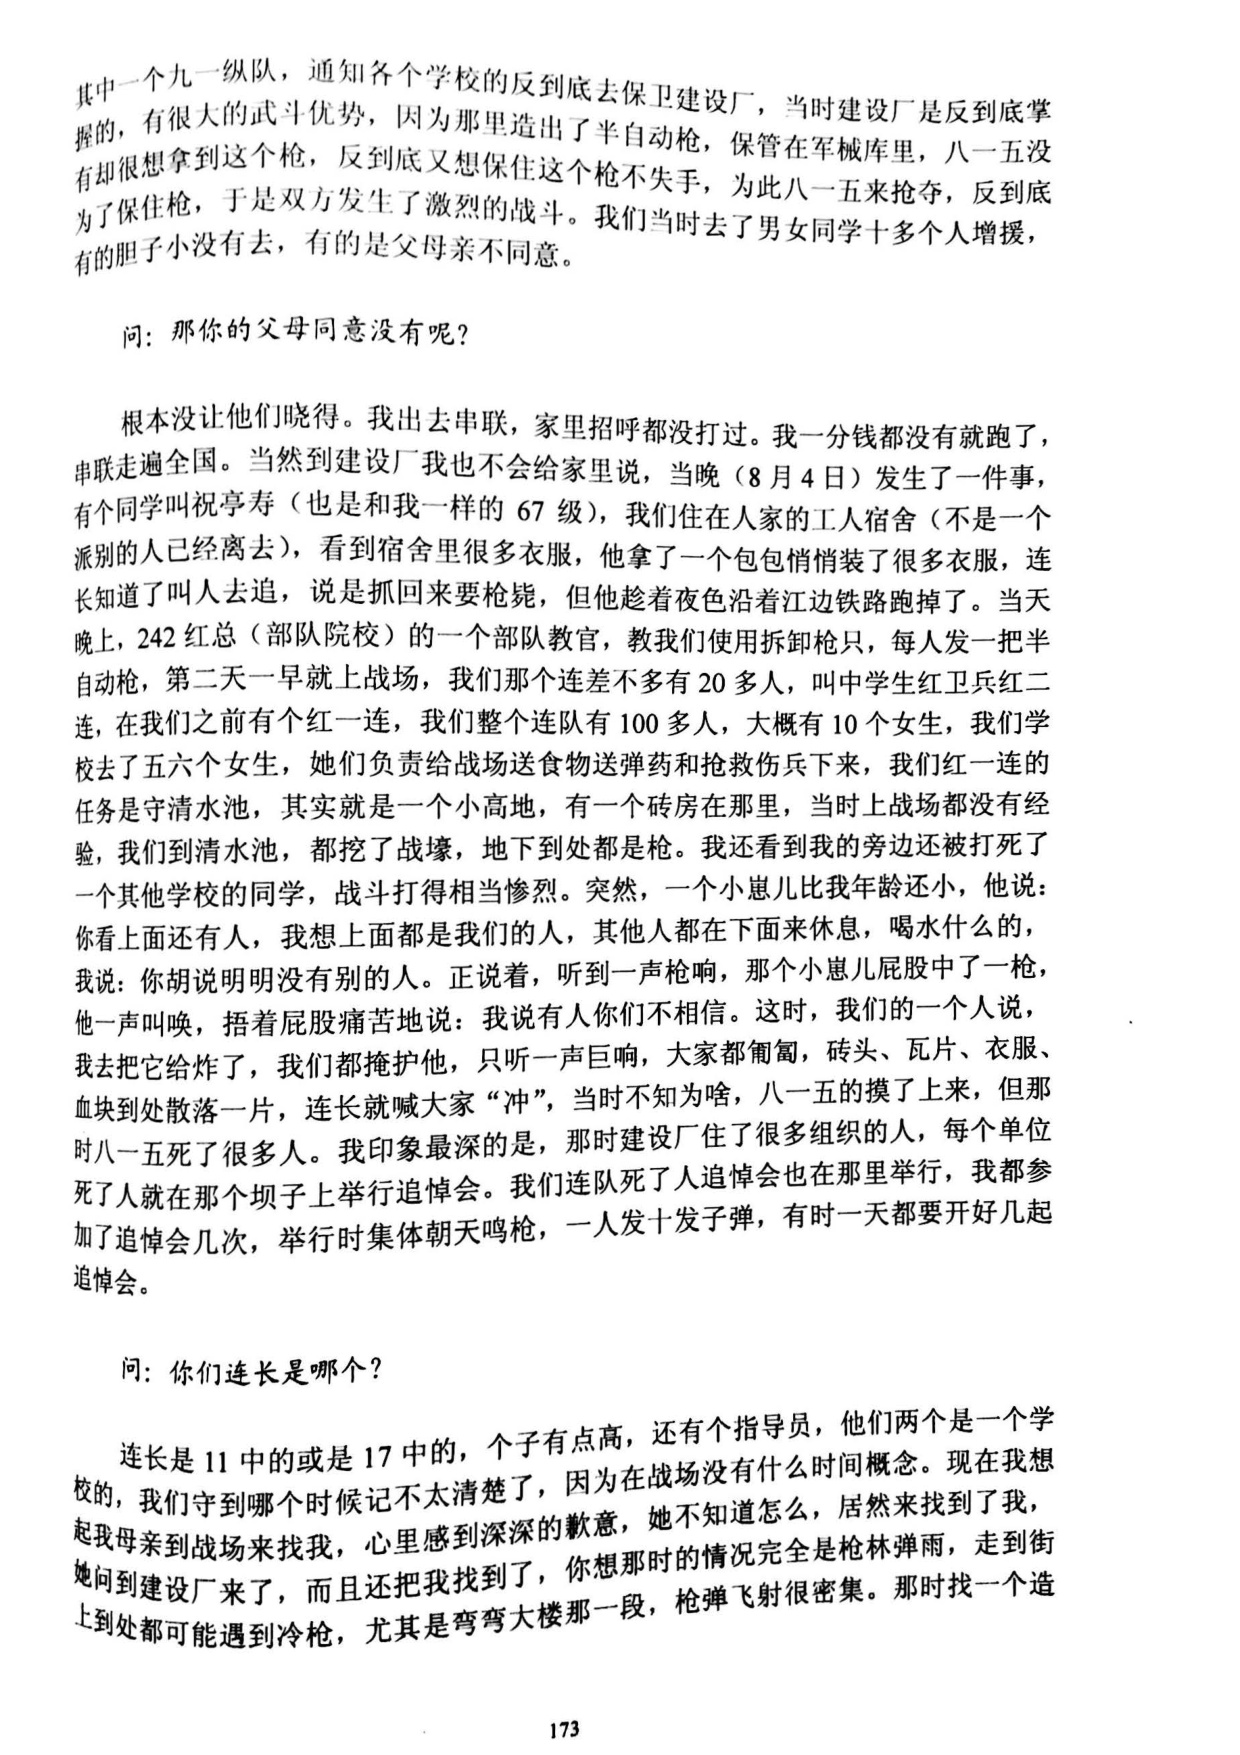 其中一个九一纵队，通知各个学校的反到底去保卫建设厂，当时建设厂是反到底掌
握的，有很大的武斗优势，因为那里造出了半自动枪，保管在军械库里，八一五没
有却很想拿到这个枪，反到底又想保住这个枪不失手，为此八一五来抢夺，反到底
为了保住枪，于是双方发生了激烈的战斗。我们当时去了男女同学十多个人增援，
有的胆子小没有去，有的是父母亲不同意。
问：那你的父母同意没有呢？
根本没让他们晓得。我出去串联，家里招呼都没打过。我一分钱都没有就跑了，
串联走遍全国。当然到建设厂我也不会给家里说，当晚（8 月 4 日）发生了一件事，
有个同学叫祝亭寿（也是和我一样的 67 级），我们住在人家的工人宿舍（不是一个
派别的人已经离去），看到宿舍里很多衣服，他拿了一个包包悄悄装了很多衣服，连
长知道了叫人去追，说是抓回来要枪毙，但他趁着夜色沿着江边铁路跑掉了。当天
晚上，242 红总（部队院校）的一个部队教官，教我们使用拆卸枪只，每人发一把半
自动枪，第二天一早就上战场，我们那个连差不多有 20 多人，叫中学生红卫兵红二
连，在我们之前有个红一连，我们整个连队有 100 多人，大概有 10 个女生，我们学
校去了五六个女生，她们负责给战场送食物送弹药和抢救伤兵下来，我们红一连的
任务是守清水池，其实就是一个小高地，有一个砖房在那里，当时上战场都没有经
验，我们到清水池，都挖了战壕，地下到处都是枪。我还看到我的旁边还被打死了
一个其他学校的同学，战斗打得相当惨烈。突然，一个小崽儿比我年龄还小，他说：
你看上面还有人，我想上面都是我们的人，其他人都在下面来休息，喝水什么的，
我说：你胡说明明没有别的人。正说着，听到一声枪响，那个小崽儿屁股中了一枪，
他一声叫唤，捂着屁股痛苦地说：我说有人你们不相信。这时，我们的一个人说，
我去把它给炸了，我们都掩护他，只听一声巨响，大家都匍匐，砖头、瓦片、衣服、
血块到处散落一片，连长就喊大家“冲”，当时不知为啥，八一五的摸了上来，但那
时八一五死了很多人。我印象最深的是，那时建设厂住了很多组织的人，每个单位
死了人就在那个坝子上举行追悼会。我们连队死了人追悼会也在那里举行，我都参
加了追悼会几次，举行时集体朝天鸣枪，一人发十发子弹，有时一天都要开好几起
追悼会。
问：你们连长是哪个？
连长是 11 中的或是 17 中的，个子有点高，还有个指导员，他们两个是一个学
校的，我们守到哪个时候记不太清楚了，因为在战场没有什么时间概念。现在我想
起我母亲到战场来找我，心里感到深深的歉意，她不知道怎么，居然来找到了我，
她问到建设厂来了，而且还把我找到了，你想那时的情况完全是枪林弹雨，走到街
上到处都可能遇到冷枪，尤其是弯弯大楼那一段，枪弹飞射很密集。那时找一个造
173